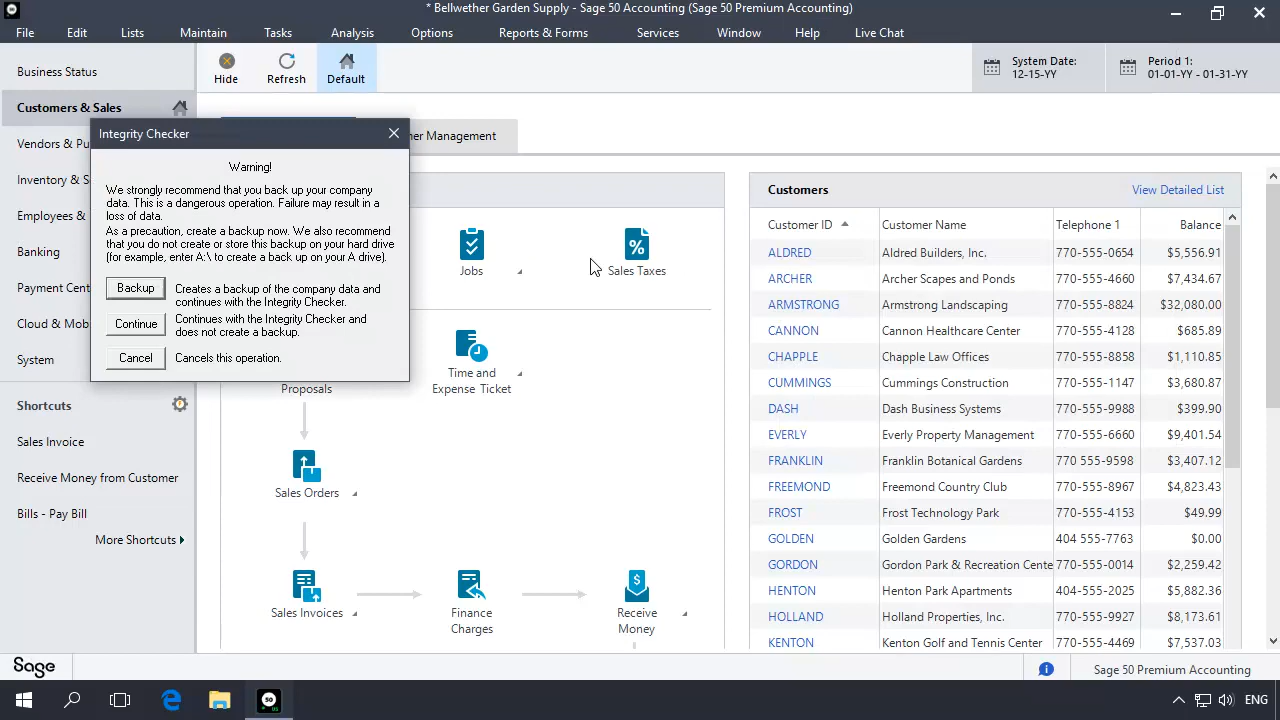 * Bellwether Garden Supply - Sage 50 Accounting (Sage 50 Premium Accounting)
File Edit Lists Maintain Tasks Analysis Options Reports & Forms Services Window Help Live Chat
Business Status
Customers & Sales
Vendors & Pu
Inventory & S
Employees &
Banking
Payment Cent
Cloud & Mob
System
Shortcuts
Sales Invoice
Receive Money from Customer
Bills - Pay Bill
More Shortcuts
Hide Refresh Default
System Date:
12-15-YY
Period 1:
01-01-YY - 01-31-YY
Integrity Checker
Warning!
We strongly recommend that you back up your company
data. This is a dangerous operation. Failure may result in a
loss of data.
As a precaution, create a backup now. We also recommend
that you do not create or store this backup on your hard drive
(for example, enter A:\ to create a backup on your A drive).
Backup
Creates a backup of the company data and
continues with the Integrity Checker.
Continue
Continues with the Integrity Checker and
does not create a backup.
Cancel
Cancels this operation.
er Management
Jobs
% Sales Taxes
Proposals
Time and
Expense Ticket
Sales Orders
Sales Invoices
Finance
Charges
$
Receive
Money
Customers View Detailed List
Customer ID Customer Name Telephone 1 Balance
ALDRED Aldred Builders, Inc. 770-555-0654 $5,556.91
ARCHER Archer Scapes and Ponds 770-555-4660 $7,434.67
ARMSTRONG Armstrong Landscaping 770-555-8824 $32,080.00
CANNON Cannon Healthcare Center 770-555-4128 $685.89
CHAPPLE Chapple Law Offices 770-555-8858 $1,110.85
CUMMINGS Cummings Construction 770-555-1147 $3,680.87
DASH Dash Business Systems 770-555-9988 $399.90
EVERLY Everly Property Management 770-555-6660 $9,401.54
FRANKLIN Franklin Botanical Gardens 770 555-9598 $3,407.12
FREEMOND Freemond Country Club 770-555-8967 $4,823.43
FROST Frost Technology Park 770-555-4153 $49.99
GOLDEN Golden Gardens 404 555-7763 $0.00
GORDON Gordon Park & Recreation Cente 770-555-0014 $2,259.42
HENTON Henton Park Apartments 404-555-2025 $5,882.36
HOLLAND Holland Properties, Inc. 770-555-9927 $8,173.61
KENTON Kenton Golf and Tennis Center 770-555-4469 $7,537.03
Sage
Sage 50 Premium Accounting
50
ENG